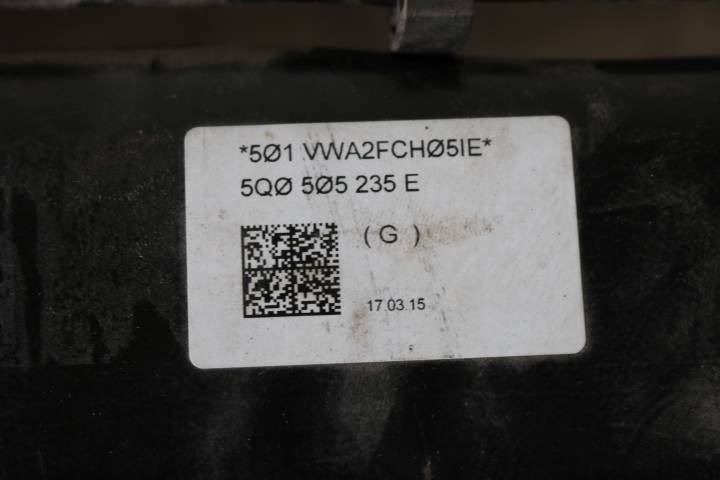 *5Ø1 VWA2FCHØ5IE*
5QØ 5Ø5 235 E
( G )
17.03.15